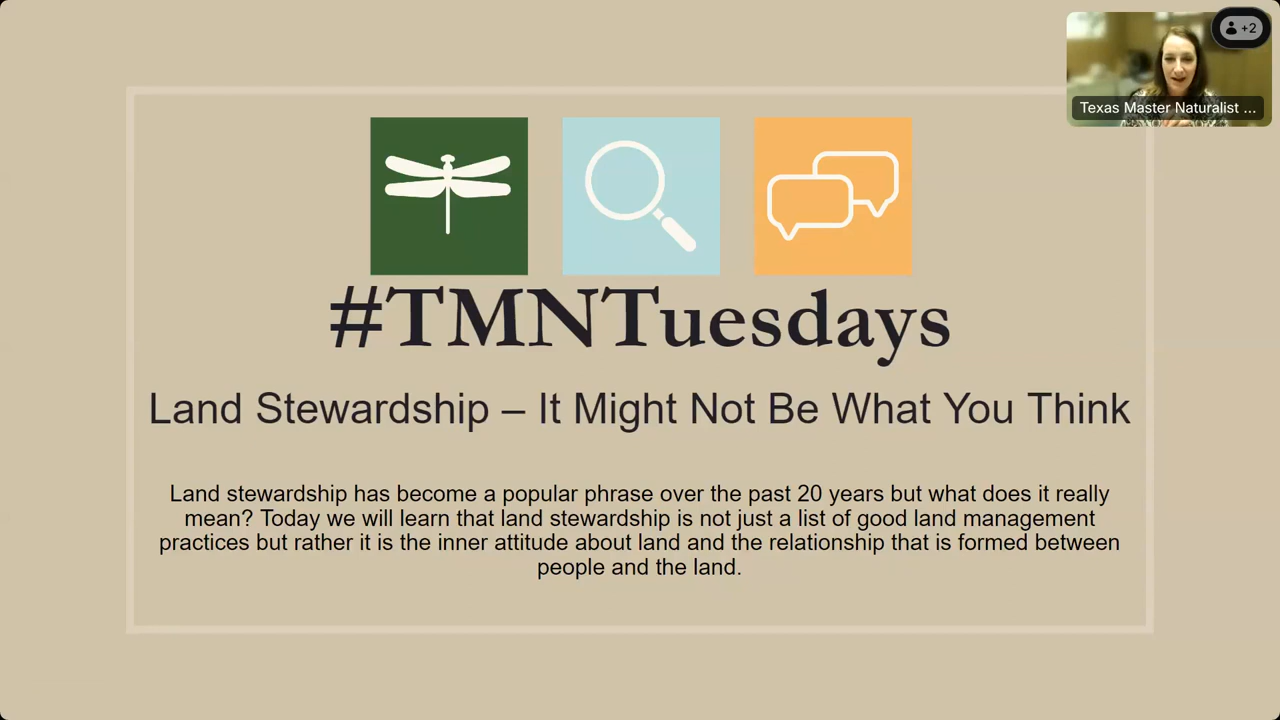 +2
Texas Master Naturalist ...
#TMNTuesdays
Land Stewardship – It Might Not Be What You Think
Land stewardship has become a popular phrase over the past 20 years but what does it really
mean? Today we will learn that land stewardship is not just a list of good land management
practices but rather it is the inner attitude about land and the relationship that is formed between
people and the land.